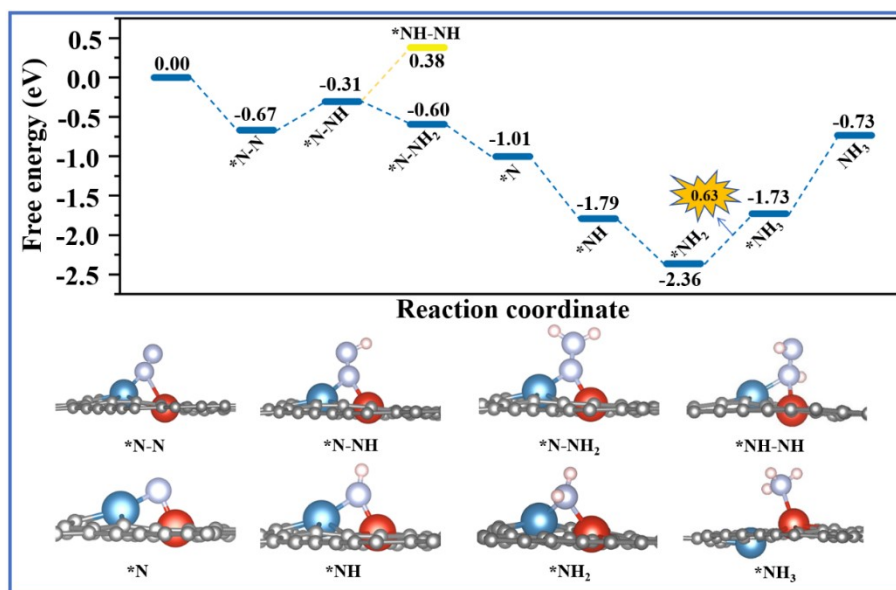 *NH-NH
0.5
0.00
0.38
0.0
-0.31
-0.67
-0.60
*N-NH
-0.5
*N-N
*N-NH₂
-1.01
-0.73
-1.0
*N
NH₃
-1.5
-1.79
0.63
-1.73
-2.0
*NH
*NH₂
*NH₃
-2.5
-2.36
Free energy (eV)
Reaction coordinate
*N-N
*N-NH
*N-NH₂
*NH-NH
*N
*NH
*NH₂
*NH₃